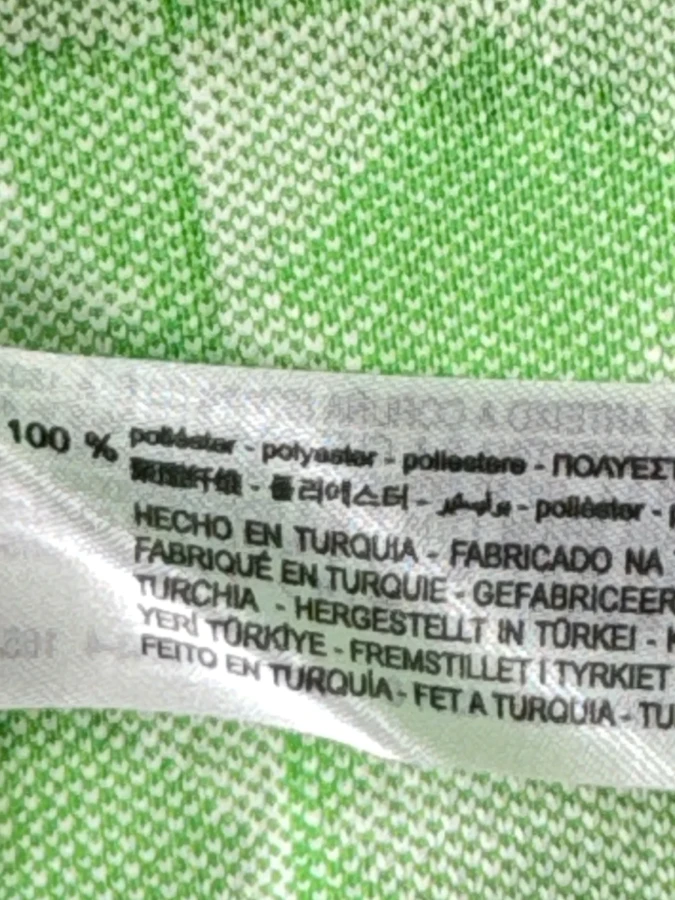 100 % poliéster - polyester - poliestere - ΠΟΛΥΕΣΤ
聚酯纤维 - 폴리에스터 - بوليستر - polièster -
HECHO EN TURQUIA - FABRICADO NA
FABRIQUÉ EN TURQUIE - GEFABRICEER
TURCHIA - HERGESTELLT IN TÜRKEI -
YERİ TÜRKİYE - FREMSTILLET I TYRKIET
FEITO EN TURQUÍA - FET A TURQUIA - TU